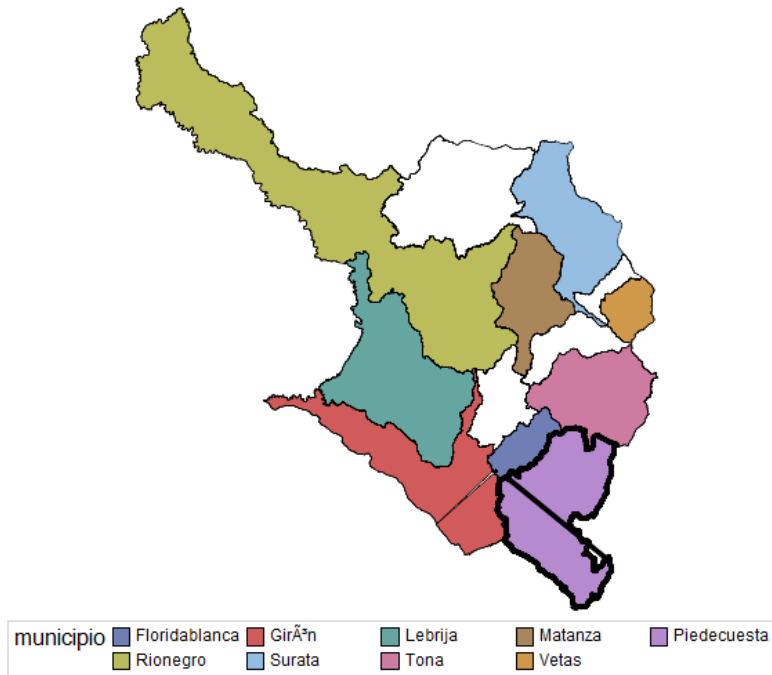 municipio Floridablanca GirÃ³n Lebrija Matanza Piedecuesta
Rionegro Surata Tona Vetas